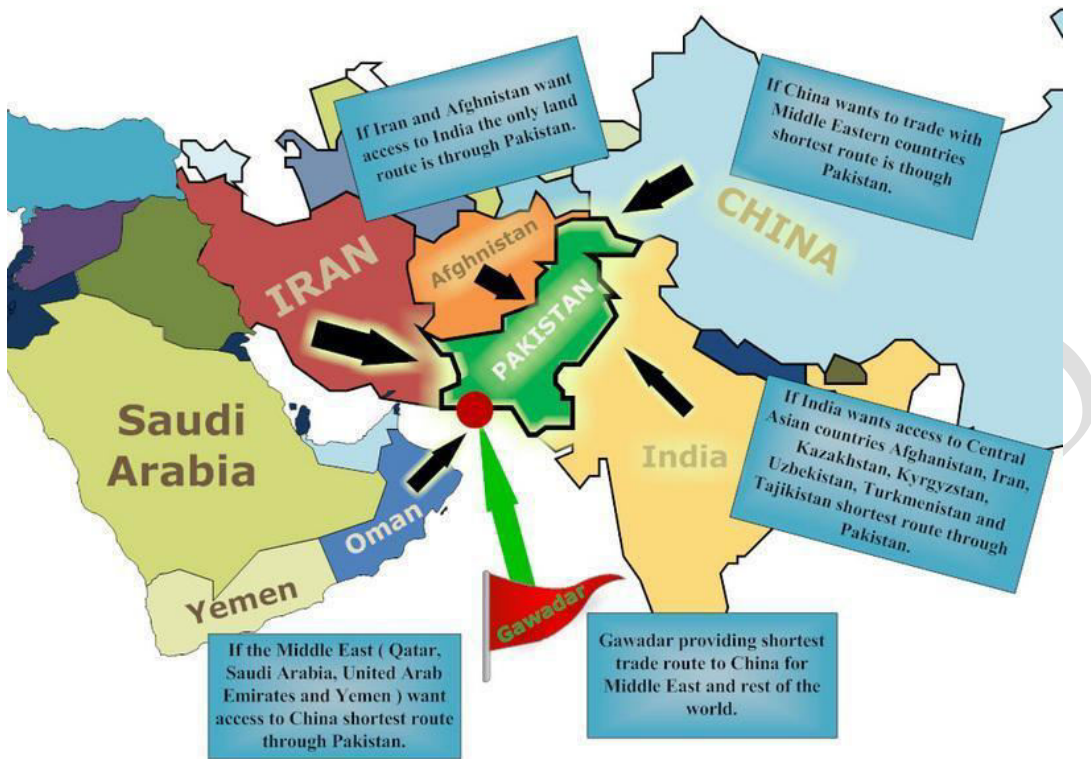 If Iran and Afghnistan want
access to India the only land
route is through Pakistan.
If China wants to trade with
Middle Eastern countries
shortest route is though
Pakistan.
CHINA
IRAN
Afghnistan
PAKISTAN
Saudi
Arabia
India
Oman
Yemen
If India wants access to Central
Asian countries Afghanistan, Iran,
Kazakhstan, Kyrgyzstan,
Uzbekistan, Turkmenistan and
Tajikistan shortest route through
Pakistan.
Gawadar
If the Middle East ( Qatar,
Saudi Arabia, United Arab
Emirates and Yemen ) want
access to China shortest route
through Pakistan.
Gawadar providing shortest
trade route to China for
Middle East and rest of the
world.